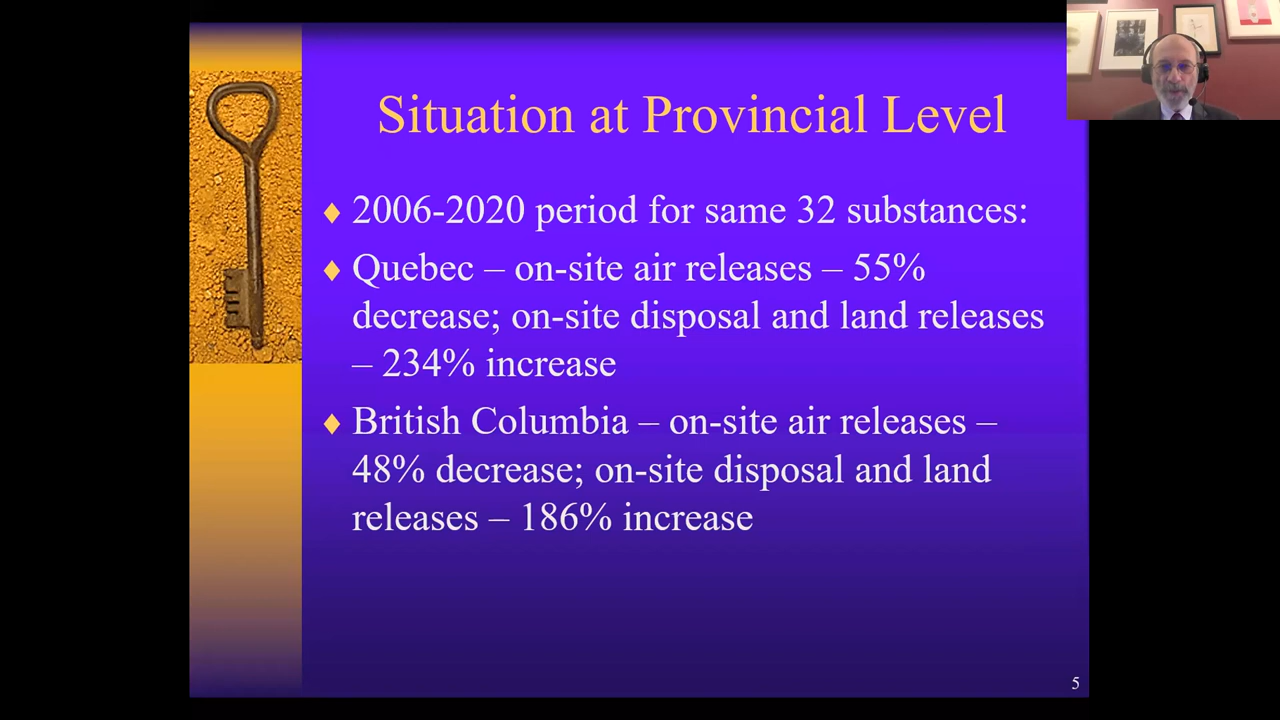 Situation at Provincial Level
2006-2020 period for same 32 substances:
Quebec – on-site air releases – 55%
decrease; on-site disposal and land releases
– 234% increase
British Columbia – on-site air releases –
48% decrease; on-site disposal and land
releases – 186% increase
5